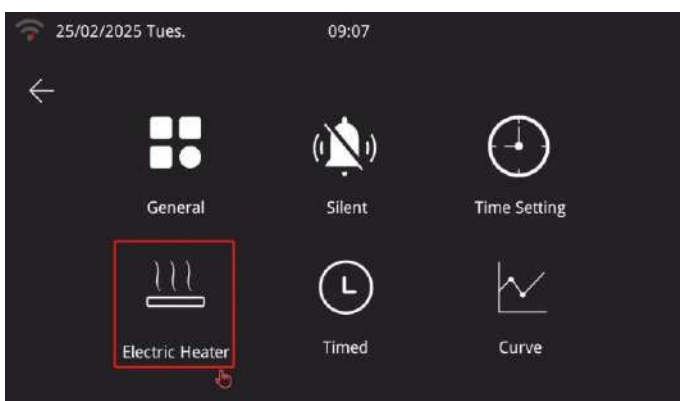 25/02/2025 Tues. 09:07
General Silent Time Setting
Electric Heater Timed Curve